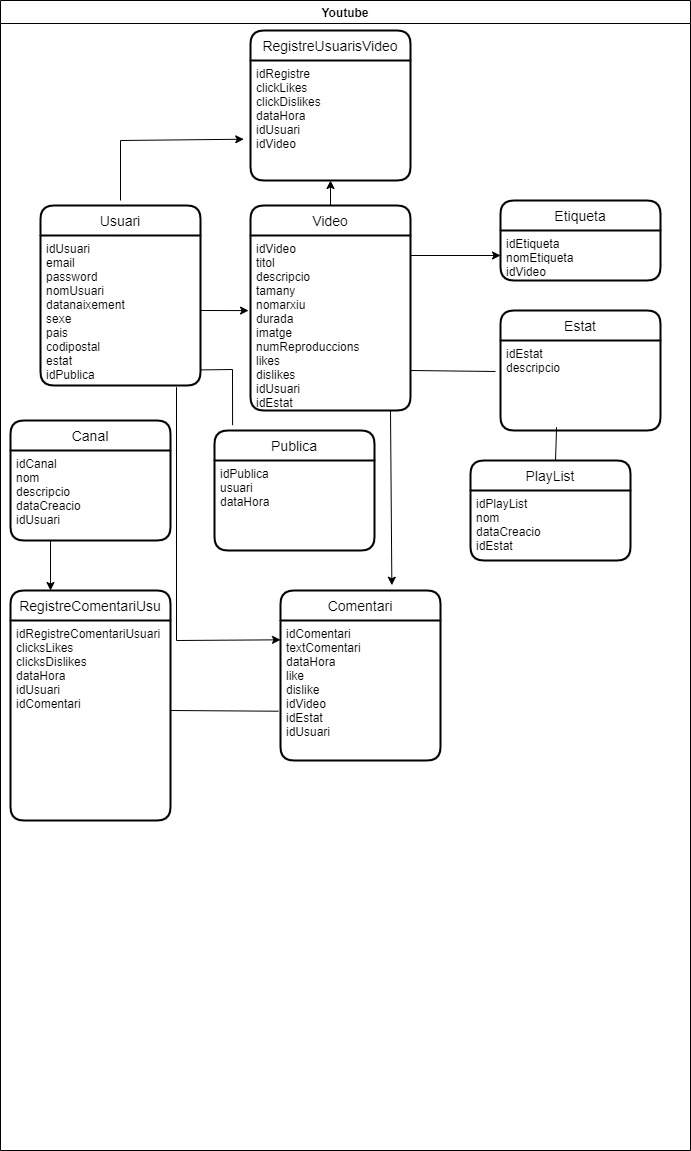 Youtube
RegistreUsuarisVideo
idRegistre
clickLikes
clickDislikes
dataHora
idUsuari
idVideo
Usuari
idUsuari
email
password
nomUsuari
datanaixement
sexe
pais
codipostal
estat
idPublica
Video
idVideo
titol
descripcio
tamany
nomarxiu
durada
imatge
numReproduccions
likes
dislikes
idUsuari
idEstat
Etiqueta
idEtiqueta
nomEtiqueta
idVideo
Estat
idEstat
descripcio
Canal
idCanal
nom
descripcio
dataCreacio
idUsuari
Publica
idPublica
usuari
dataHora
PlayList
idPlayList
nom
dataCreacio
idEstat
RegistreComentariUsu
idRegistreComentariUsuari
clicksLikes
clicksDislikes
dataHora
idUsuari
idComentari
Comentari
idComentari
textComentari
dataHora
like
dislike
idVideo
idEstat
idUsuari